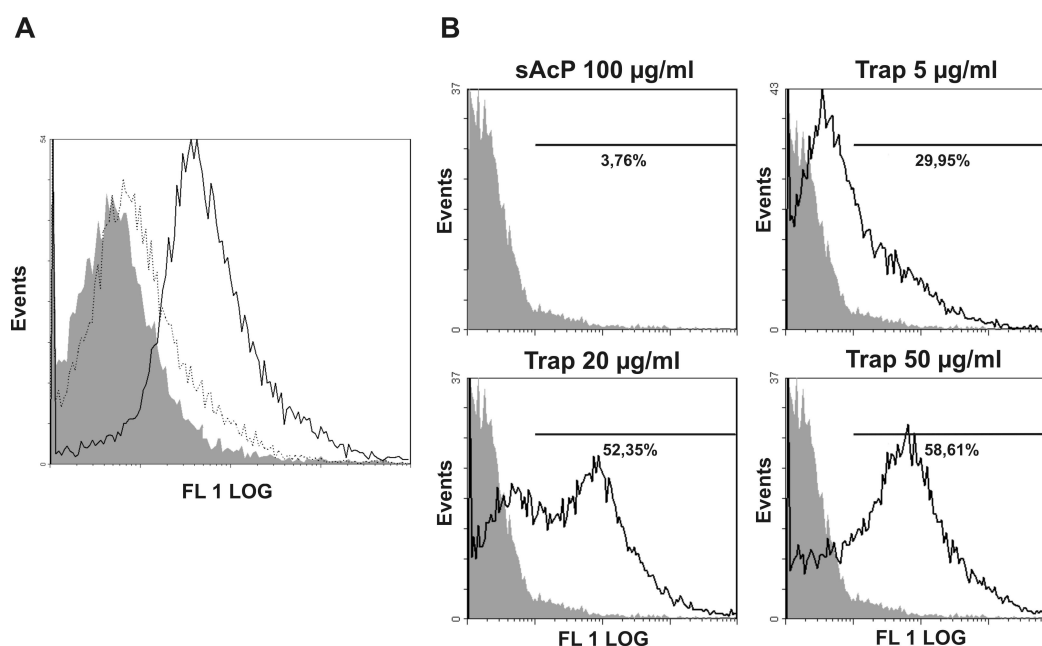 A
B
54
Events
0
FL 1 LOG
sAcP 100 µg/ml
37
Events
0
3,76%
Trap 5 µg/ml
43
Events
0
29,95%
Trap 20 µg/ml
37
Events
0
52,35%
FL 1 LOG
Trap 50 µg/ml
37
Events
0
58,61%
FL 1 LOG